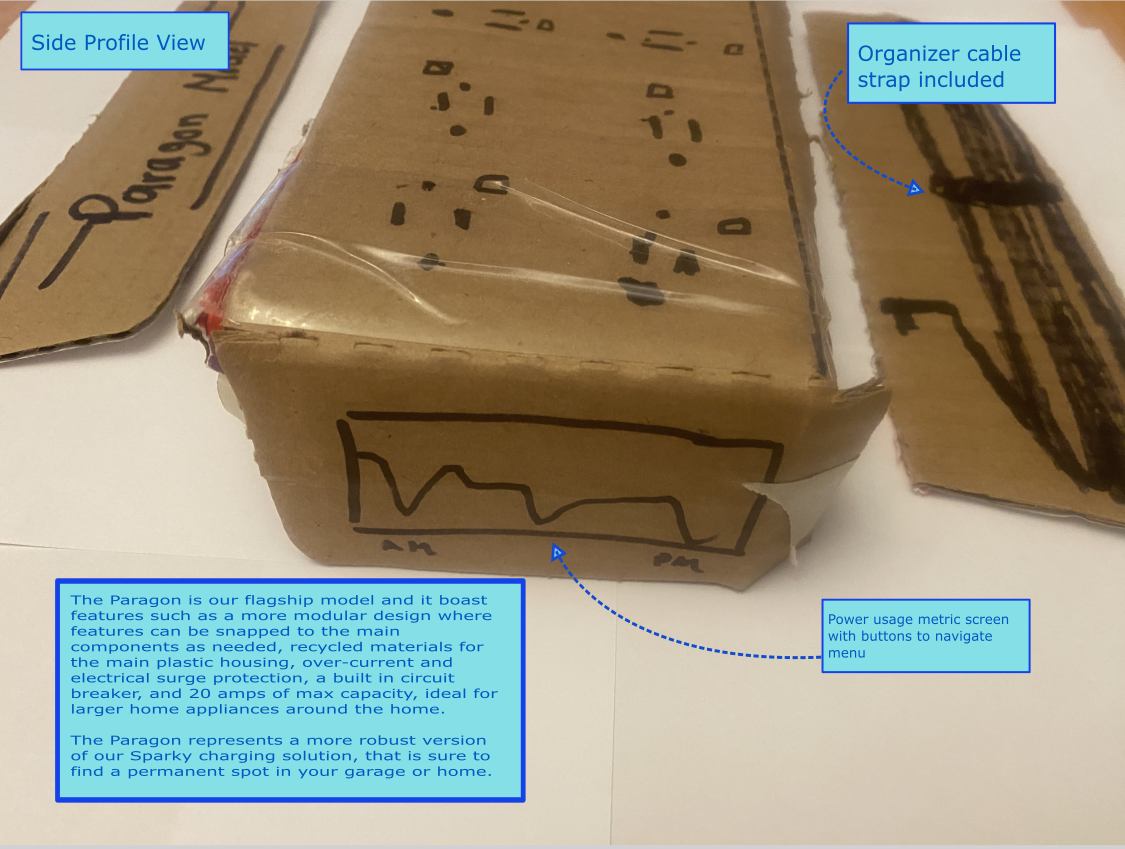 Side Profile View
Paragon
Organizer cable
strap included
AM
PM
Power usage metric screen
with buttons to navigate
menu
The Paragon is our flagship model and it boast
features such as a more modular design where
features can be snapped to the main
components as needed, recycled materials for
the main plastic housing, over-current and
electrical surge protection, a built in circuit
breaker, and 20 amps of max capacity, ideal for
larger home appliances around the home.
The Paragon represents a more robust version
of our Sparky charging solution, that is sure to
find a permanent spot in your garage or home.